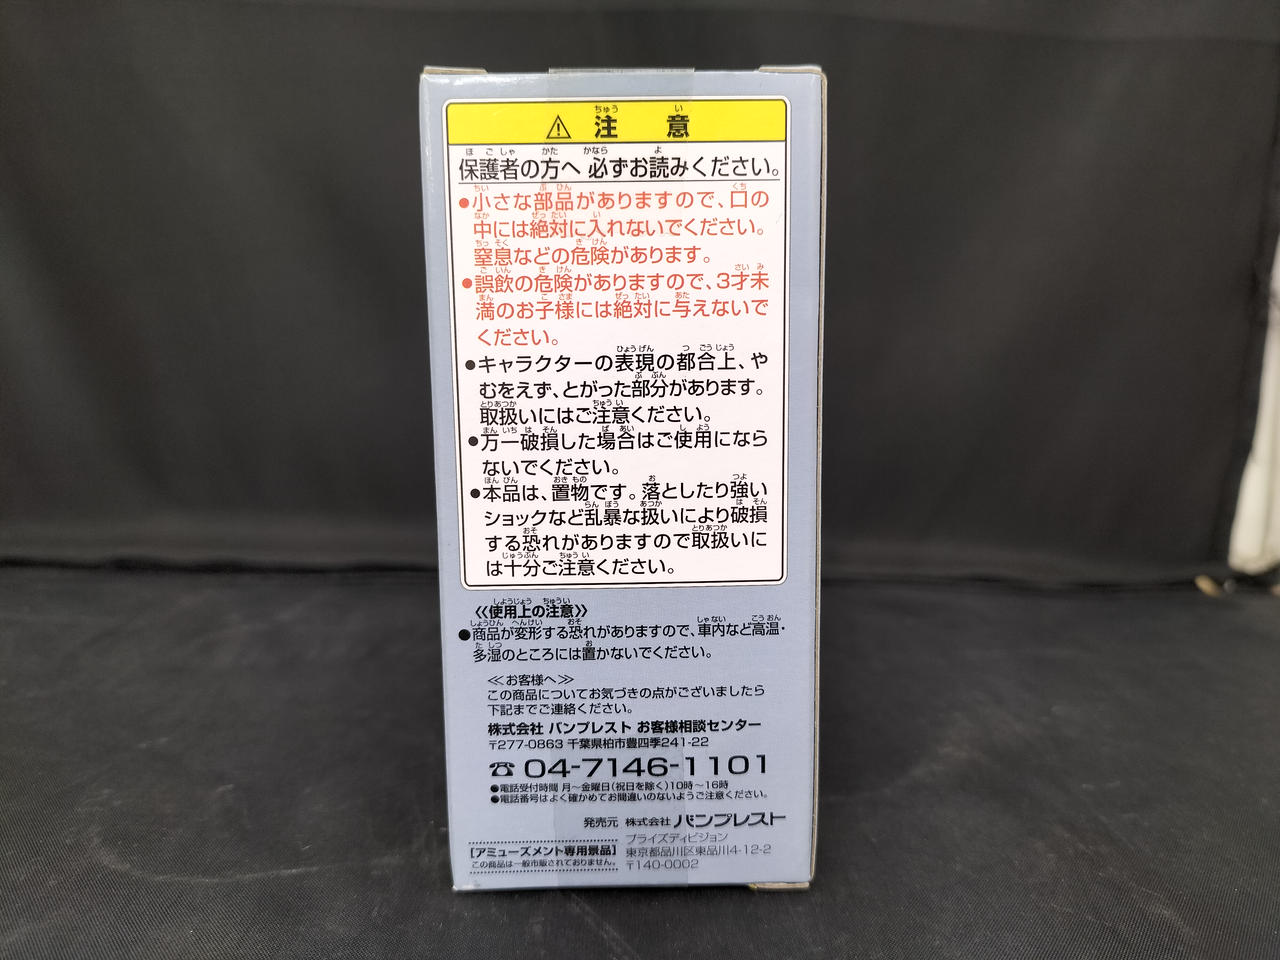 ⚠ 注意
保護者の方へ 必ずお読みください。
●小さな部品がありますので、口の
中には絶対に入れないでください。
窒息などの危険があります。
●誤飲の危険がありますので、3才未
満のお子様には絶対に与えないで
ください。
●キャラクターの表現の都合上、や
むをえず、とがった部分があります。
取扱いにはご注意ください。
●万一破損した場合はご使用になら
ないでください。
●本品は、置物です。落としたり強い
ショックなど乱暴な扱いにより破損
する恐れがありますので取扱いに
は十分ご注意ください。
《使用上の注意》
●商品が変形する恐れがありますので、車内など高温・
多湿のところには置かないでください。
≪お客様へ≫
この商品についてお気づきの点がございましたら
下記までご連絡ください。
株式会社 バンプレスト お客様相談センター
〒277-0863 千葉県柏市豊四季241-22
☎ 04-7146-1101
●電話受付時間 月~金曜日(祝日を除く)10時~16時
●電話番号はよく確かめてお間違いのないようご注意ください。
発売元 株式会社 バンプレスト
プライズディビジョン
東京都品川区東品川4-12-2
〒140-0002
[アミューズメント専用景品]
この商品は一般市販されておりません。